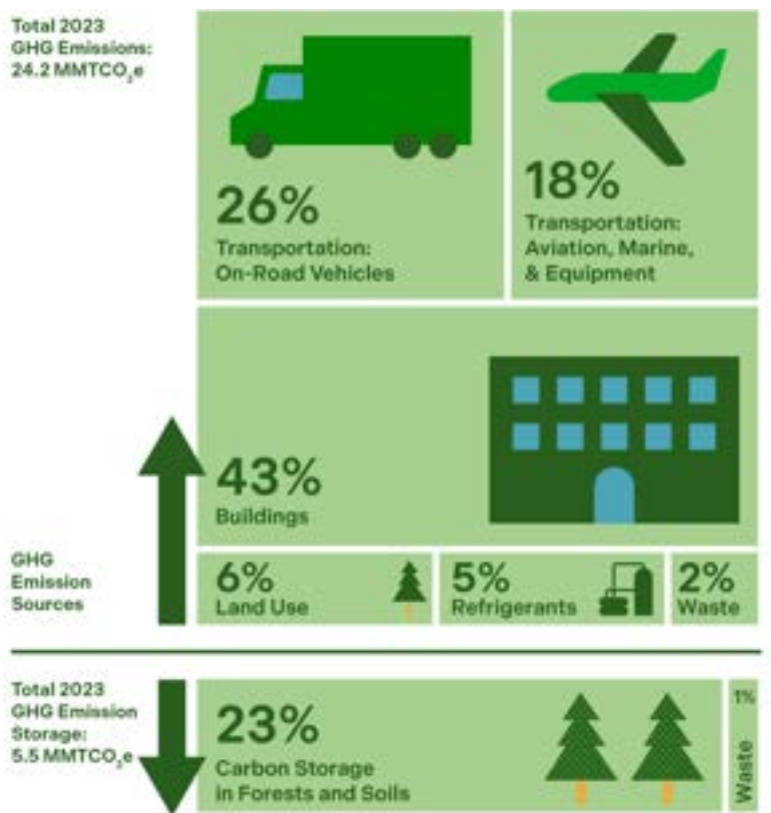 Total 2023
GHG Emissions:
24.2 MMTCO₂e
26%
Transportation:
On-Road Vehicles
18%
Transportation:
Aviation, Marine,
& Equipment
43%
Buildings
GHG
Emission
Sources
6%
Land Use
5%
Refrigerants
2%
Waste
Total 2023
GHG Emission
Storage:
5.5 MMTCO₂e
23%
Carbon Storage
in Forests and Soils
1%
Waste